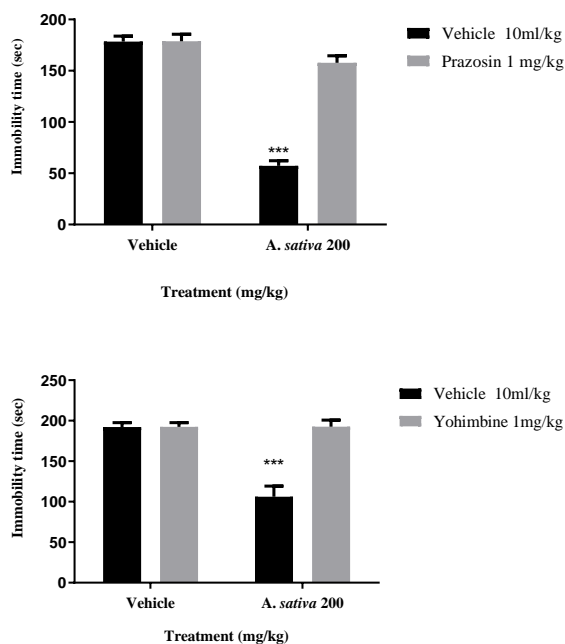 200
150
100
50
0
Immobility time (sec)
***
Vehicle
A. sativa 200
Treatment (mg/kg)
Vehicle 10ml/kg
Prazosin 1 mg/kg
250
200
150
100
50
0
Immobility time (sec)
***
Vehicle
A. sativa 200
Treatment (mg/kg)
Vehicle 10ml/kg
Yohimbine 1mg/kg